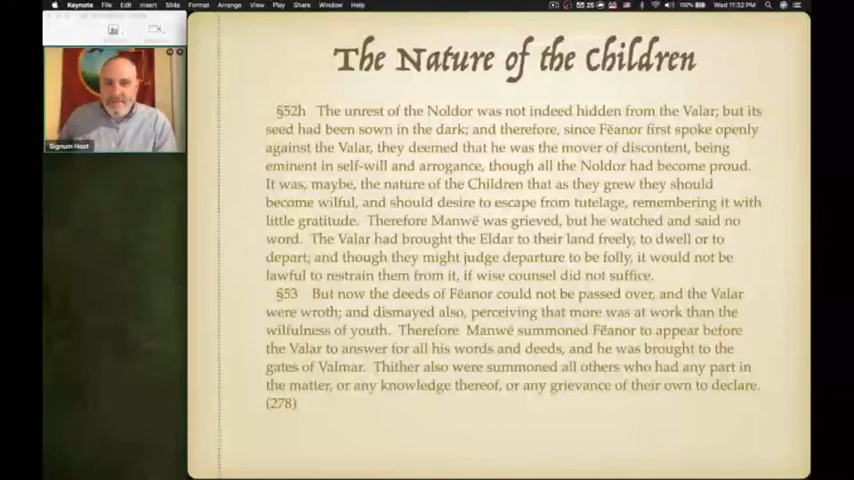 Keynote File Edit Insert Slide Format Arrange View Play Share Window Help
25 100% Wed 11:32 PM
Signum Host
The Nature of the Children
§52h The unrest of the Noldor was not indeed hidden from the Valar; but its
seed had been sown in the dark; and therefore, since Fëanor first spoke openly
against the Valar, they deemed that he was the mover of discontent, being
eminent in self-will and arrogance, though all the Noldor had become proud.
It was, maybe, the nature of the Children that as they grew they should
become wilful, and should desire to escape from tutelage, remembering it with
little gratitude. Therefore Manwë was grieved, but he watched and said no
word. The Valar had brought the Eldar to their land freely, to dwell or to
depart; and though they might judge departure to be folly, it would not be
lawful to restrain them from it, if wise counsel did not suffice.
§53 But now the deeds of Fëanor could not be passed over, and the Valar
were wroth; and dismayed also, perceiving that more was at work than the
wilfulness of youth. Therefore Manwë summoned Fëanor to appear before
the Valar to answer for all his words and deeds, and he was brought to the
gates of Valmar. Thither also were summoned all others who had any part in
the matter, or any knowledge thereof, or any grievance of their own to declare.
(278)